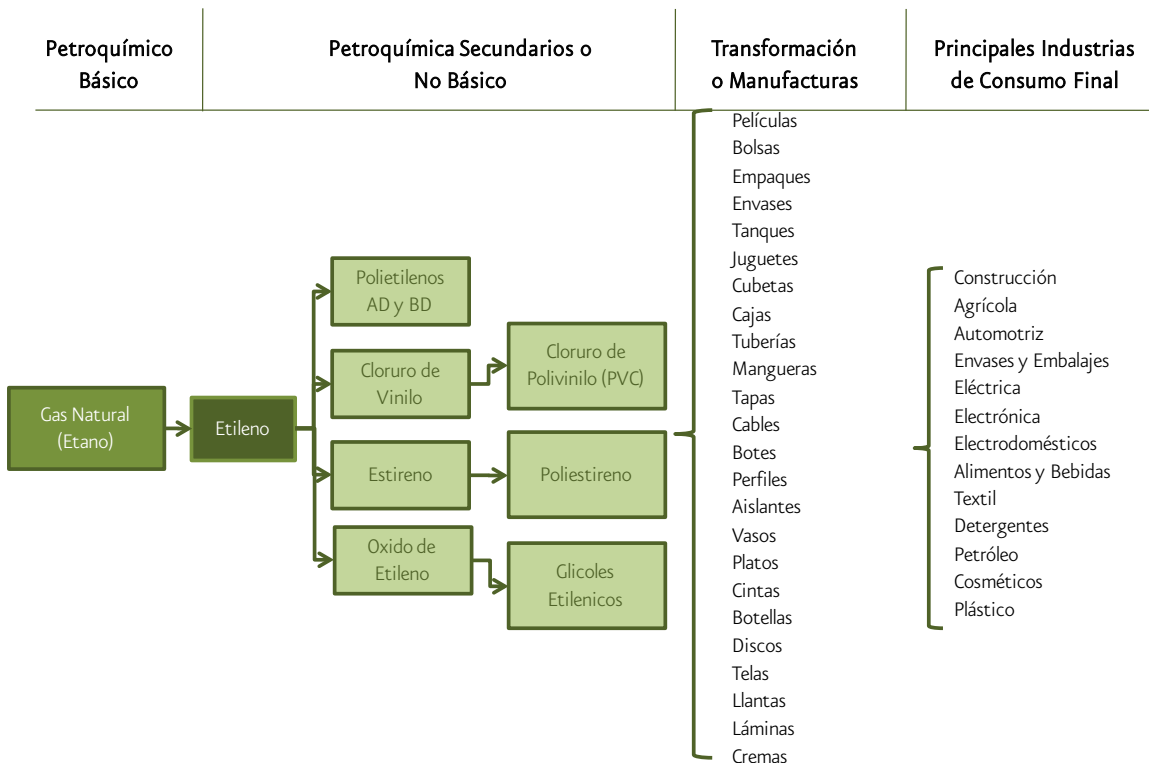 Petroquímico
Básico
Petroquímica Secundarios o
No Básico
Transformación
o Manufacturas
Principales Industrias
de Consumo Final
Gas Natural
(Etano)
Etileno
Polietilenos
AD y BD
Cloruro de
Vinilo
Cloruro de
Polivinilo (PVC)
Estireno
Poliestireno
Oxido de
Etileno
Glicoles
Etilenicos
Películas
Bolsas
Empaques
Envases
Tanques
Juguetes
Cubetas
Cajas
Tuberías
Mangueras
Tapas
Cables
Botes
Perfiles
Aislantes
Vasos
Platos
Cintas
Botellas
Discos
Telas
Llantas
Láminas
Cremas
Construcción
Agrícola
Automotriz
Envases y Embalajes
Eléctrica
Electrónica
Electrodomésticos
Alimentos y Bebidas
Textil
Detergentes
Petróleo
Cosméticos
Plástico